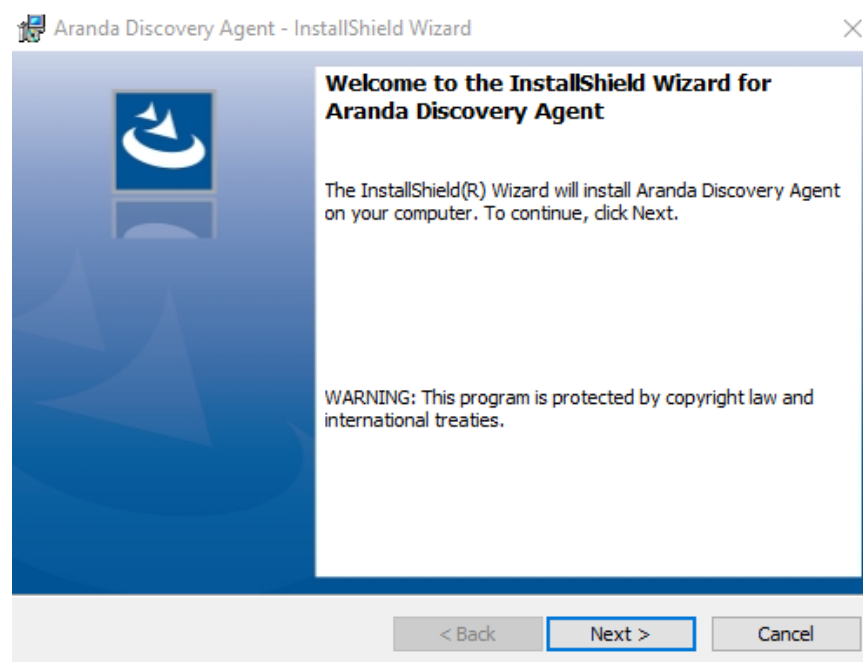 Aranda Discovery Agent - InstallShield Wizard
Welcome to the InstallShield Wizard for
Aranda Discovery Agent
The InstallShield(R) Wizard will install Aranda Discovery Agent
on your computer. To continue, click Next.
WARNING: This program is protected by copyright law and
international treaties.
< Back Next > Cancel